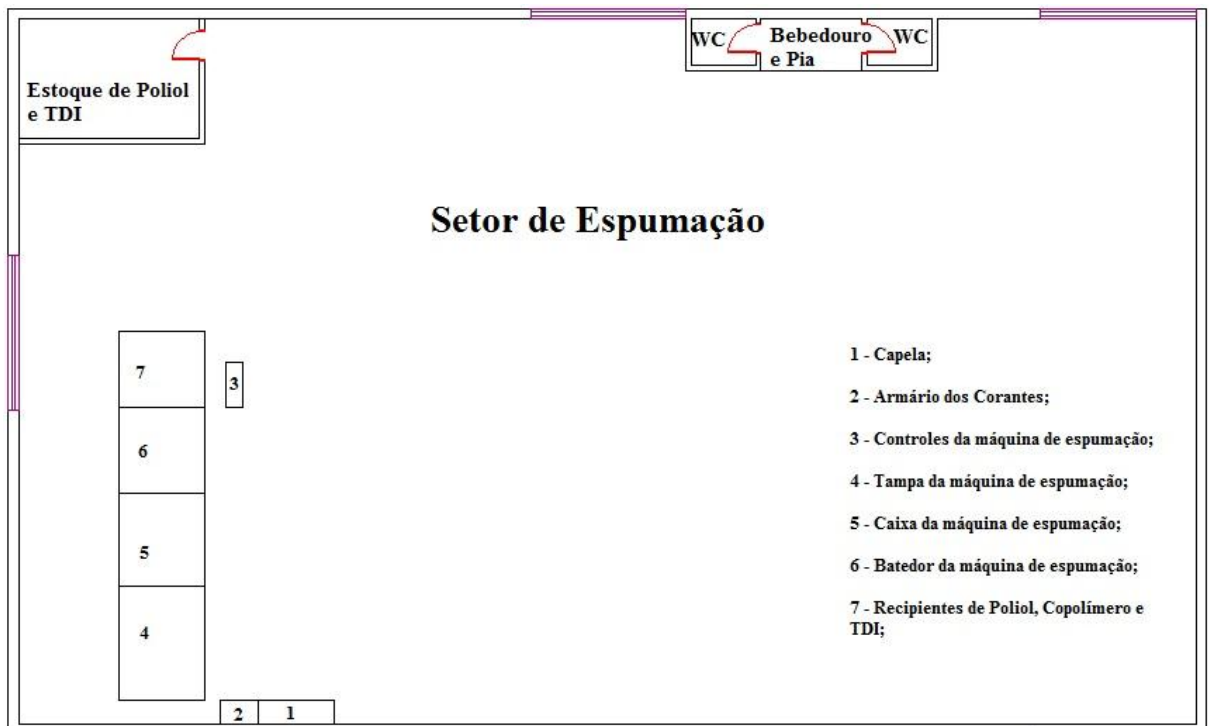 WC
Bebedouro
e Pia
WC
Estoque de Poliol
e TDI
Setor de Espumação
7
3
6
5
4
2
1
1 - Capela;
2 - Armário dos Corantes;
3 - Controles da máquina de espumação;
4 - Tampa da máquina de espumação;
5 - Caixa da máquina de espumação;
6 - Batedor da máquina de espumação;
7 - Recipientes de Poliol, Copolímero e
TDI;